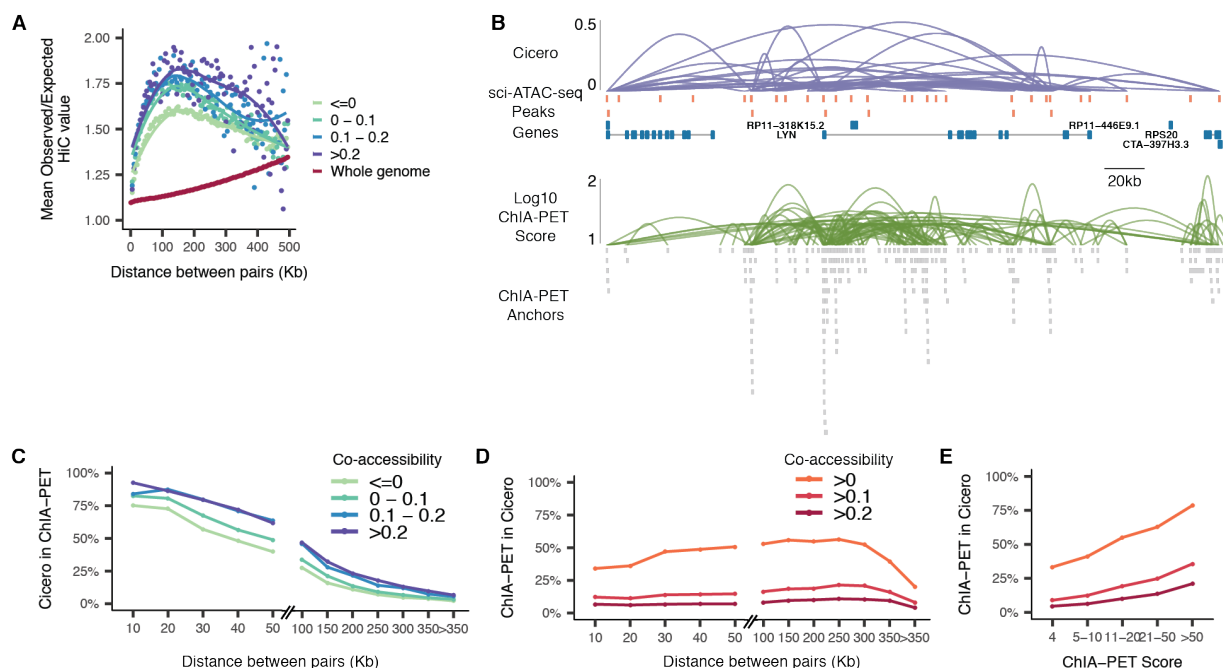 A
Mean Observed/Expected
HiC value
2.00
1.75
1.50
1.25
1.00
0
100
200
300
400
500
Distance between pairs (Kb)
<=0
0 – 0.1
0.1 – 0.2
>0.2
Whole genome
B
0.5
Cicero
0
sci-ATAC-seq
Peaks
Genes
RP11−318K15.2
LYN
RP11−446E9.1
RPS20
CTA−397H3.3
20kb
2
Log10
ChIA-PET
Score
1
ChIA-PET
Anchors
C
Cicero in ChIA−PET
100%
75%
50%
25%
0%
10
20
30
40
50
100
150
200
250
300
350
>350
Distance between pairs (Kb)
Co-accessibility
<=0
0 – 0.1
0.1 – 0.2
>0.2
D
ChIA−PET in Cicero
100%
75%
50%
25%
0%
10
20
30
40
50
100
150
200
250
300
350
>350
Distance between pairs (Kb)
Co-accessibility
>0
>0.1
>0.2
E
ChIA−PET in Cicero
100%
75%
50%
25%
0%
4
5−10
11−20
21−50
>50
ChIA−PET Score